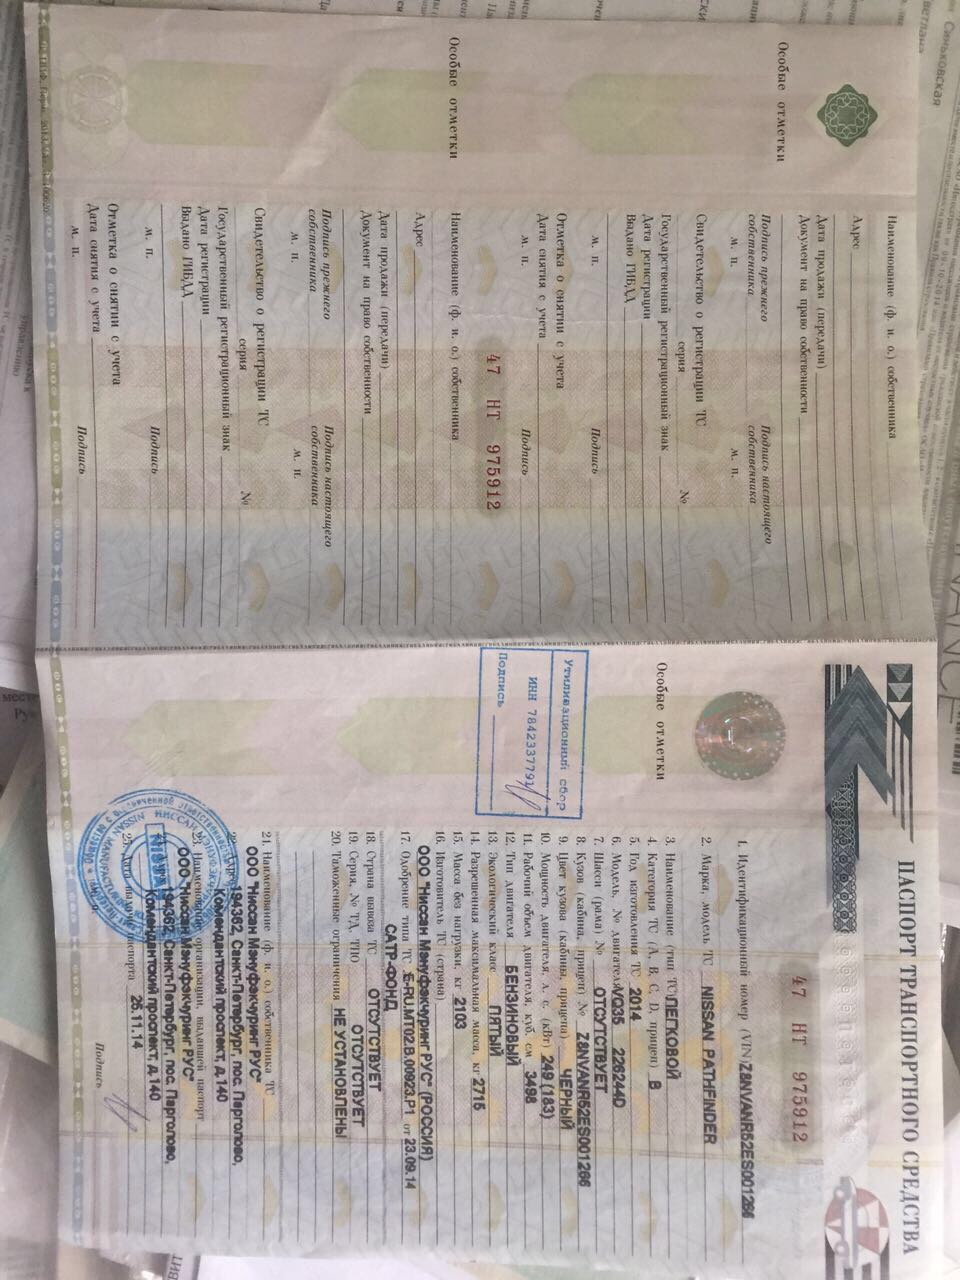 ПАСПОРТ ТРАНСПОРТНОГО СРЕДСТВА
47 НТ 975912
1. Идентификационный номер (VIN) Z8NVANR52ES001266
2. Марка, модель ТС NISSAN PATHFINDER
3. Наименование (тип ТС) ЛЕГКОВОЙ
4. Категория ТС (А, В, С, D, прицеп) В
5. Год изготовления ТС 2014
6. Модель, № двигателя VQ35 226244D
7. Шасси (рама) № ОТСУТСТВУЕТ
8. Кузов (кабина, прицеп) № Z8NVANR52ES001266
9. Цвет кузова (кабины, прицепа) ЧЕРНЫЙ
10. Мощность двигателя, л. с. (кВт) 249 (183)
11. Рабочий объем двигателя, куб. см 3498
12. Тип двигателя БЕНЗИНОВЫЙ
13. Экологический класс ПЯТЫЙ
14. Разрешенная максимальная масса, кг 2715
15. Масса без нагрузки, кг 2103
16. Изготовитель ТС (страна)
ООО "Ниссан Мэнуфэкчуринг РУС" (РОССИЯ)
17. Одобрение типа ТС E-RU.MT02.B.00923.P1 от 23.09.14
САТР-ФОНД
18. Страна вывоза ТС ОТСУТСТВУЕТ
19. Серия, № ТД, ТПО ОТСУТСТВУЕТ
20. Таможенные ограничения НЕ УСТАНОВЛЕНЫ
21. Наименование (ф. и. о.) собственника ТС
ООО "Ниссан Мэнуфэкчуринг РУС"
22. Адрес 194362, Санкт-Петербург, пос. Парголово,
Комендантский проспект, д.140
23. Наименование организации, выдавшей паспорт
ООО "Ниссан Мэнуфэкчуринг РУС"
194362, Санкт-Петербург, пос. Парголово,
Комендантский проспект, д.140
25. Дата выдачи паспорта 25.11.14
Подпись
Особые отметки
Утилизационный сбор
ИНН 7842337791
Подпись
Особые отметки
Особые отметки
Наименование (ф. и. о.) собственника
Адрес
Дата продажи (передачи)
Документ на право собственности
Подпись прежнего собственника
Подпись настоящего собственника
м. п.
м. п.
Свидетельство о регистрации ТС
серия №
Государственный регистрационный знак
Дата регистрации
Выдано ГИБДД
м. п.
Подпись
Отметка о снятии с учета
Дата снятия с учета
м. п.
Подпись
47 НТ 975912
Наименование (ф. и. о.) собственника
Адрес
Дата продажи (передачи)
Документ на право собственности
Подпись прежнего собственника
Подпись настоящего собственника
м. п.
м. п.
Свидетельство о регистрации ТС
серия №
Государственный регистрационный знак
Дата регистрации
Выдано ГИБДД
м. п.
Подпись
Отметка о снятии с учета
Дата снятия с учета
м. п.
Подпись
Синьковская